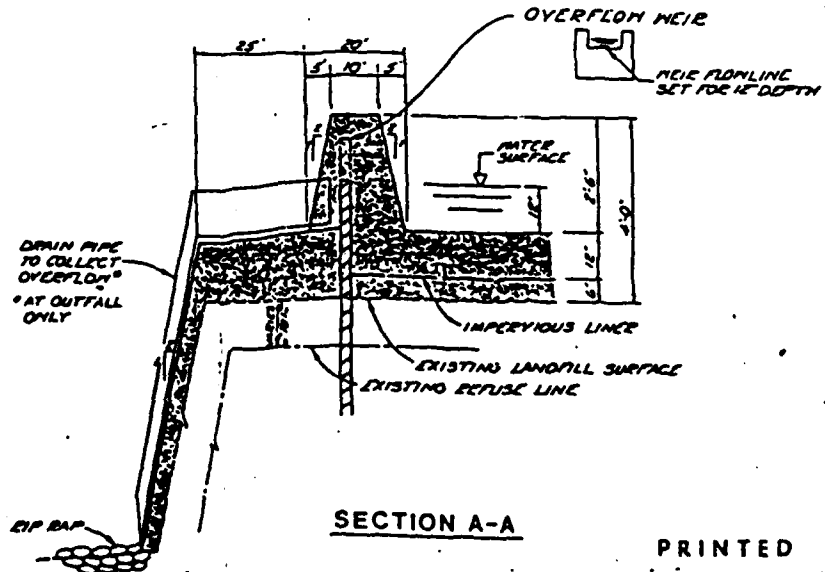 OVERFLOW WEIR
WEIR FLOWLINE
SET FOR 12" DEPTH
25'
20'
5'
10'
5'
WATER
SURFACE
12"
2'6"
4'0"
12"
6"
DRAIN PIPE
TO COLLECT
OVERFLOW*
*AT OUTFALL
ONLY
IMPERVIOUS LINER
EXISTING LANDFILL SURFACE
EXISTING REFUSE LINE
RIP RAP
SECTION A-A
PRINTED